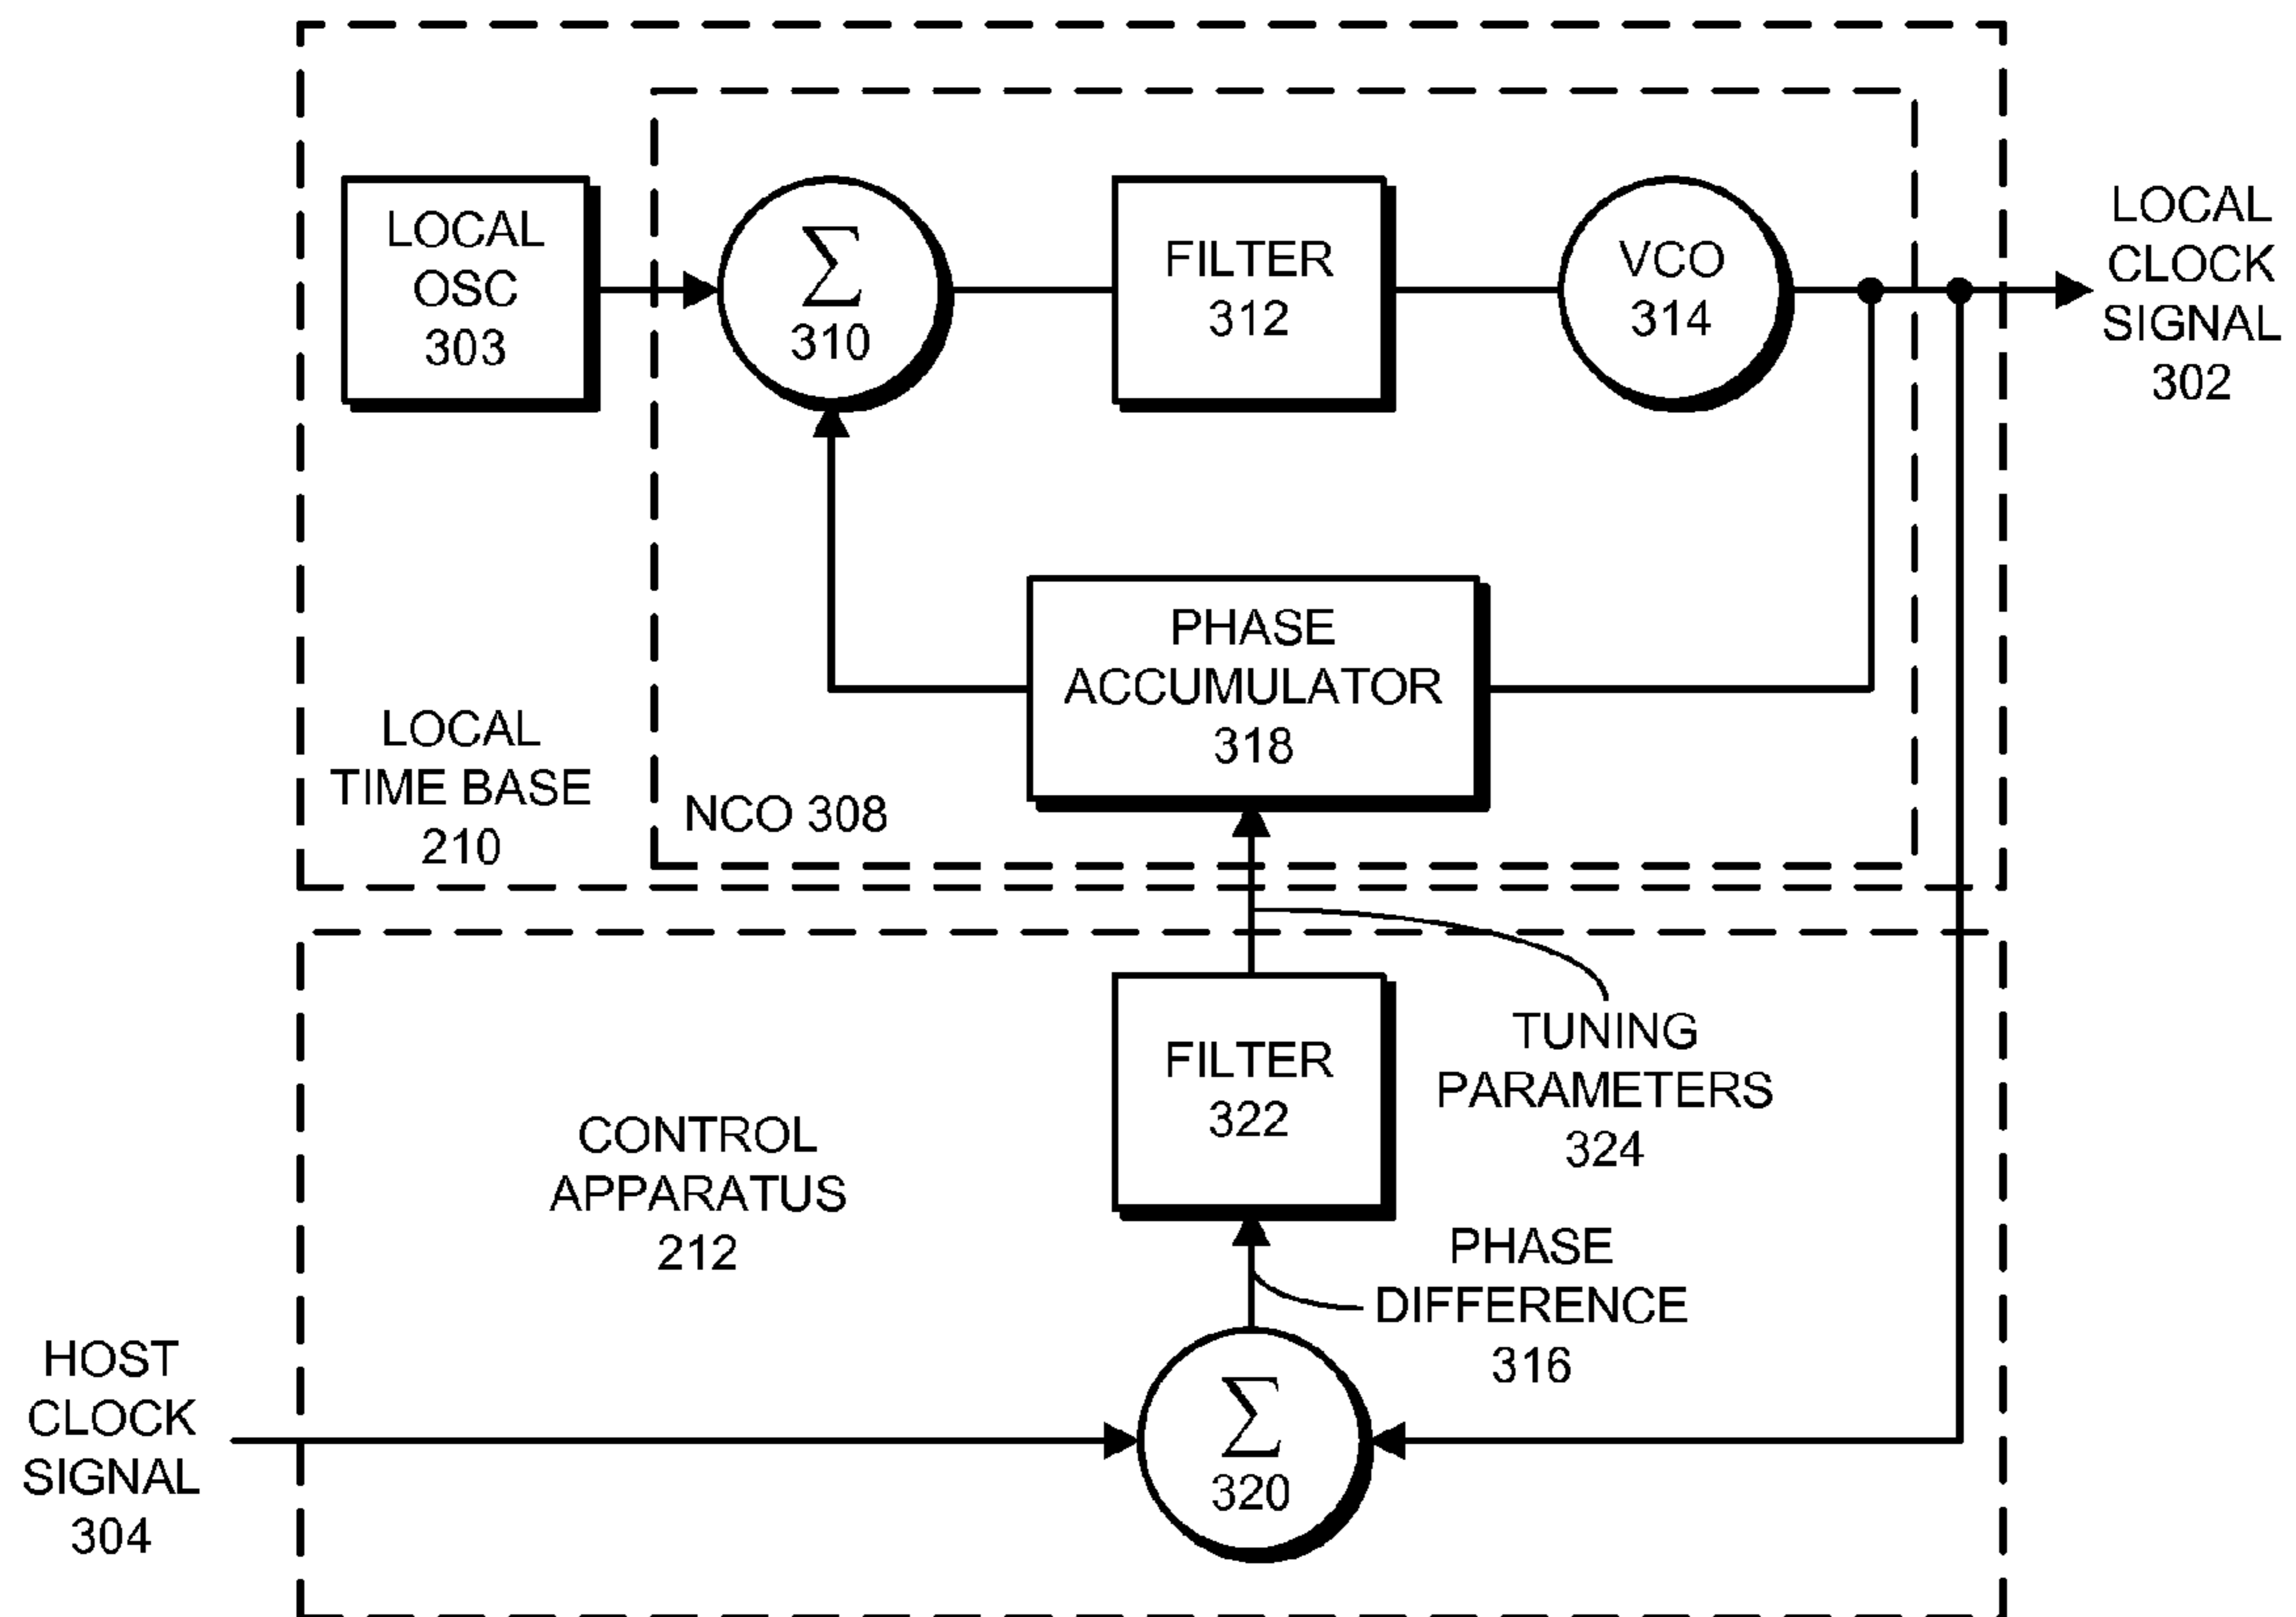 LOCAL
OSC
303
Σ
310
FILTER
312
VCO
314
LOCAL
CLOCK
SIGNAL
302
PHASE
ACCUMULATOR
318
LOCAL
TIME BASE
210
NCO 308
FILTER
322
TUNING
PARAMETERS
324
CONTROL
APPARATUS
212
PHASE
DIFFERENCE
316
HOST
CLOCK
SIGNAL
304
Σ
320